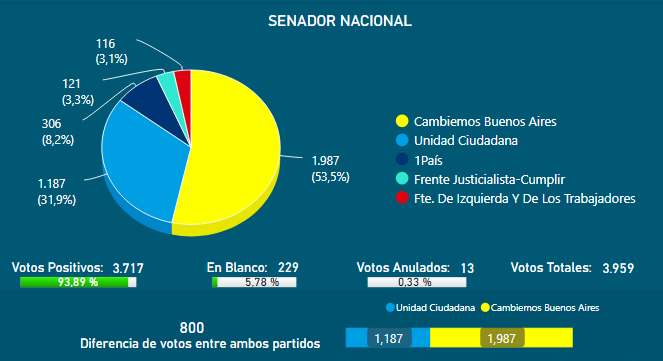 SENADOR NACIONAL
116
(3,1%)
121
(3,3%)
306
(8,2%)
1.187
(31,9%)
1.987
(53,5%)
Cambiemos Buenos Aires
Unidad Ciudadana
1País
Frente Justicialista-Cumplir
Fte. De Izquierda Y De Los Trabajadores
Votos Positivos: 3.717
93,89 %
En Blanco: 229
5,78 %
Votos Anulados: 13
0,33 %
Votos Totales: 3.959
Unidad Ciudadana Cambiemos Buenos Aires
800
Diferencia de votos entre ambos partidos
1,187 1,987